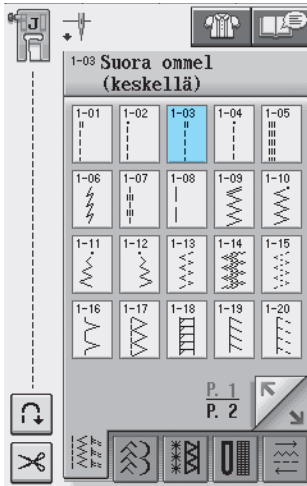 J
1-03 Suora ommel
(keskellä)
1-01 1-02 1-03 1-04 1-05
1-06 1-07 1-08 1-09 1-10
1-11 1-12 1-13 1-14 1-15
1-16 1-17 1-18 1-19 1-20
P. 1
P. 2